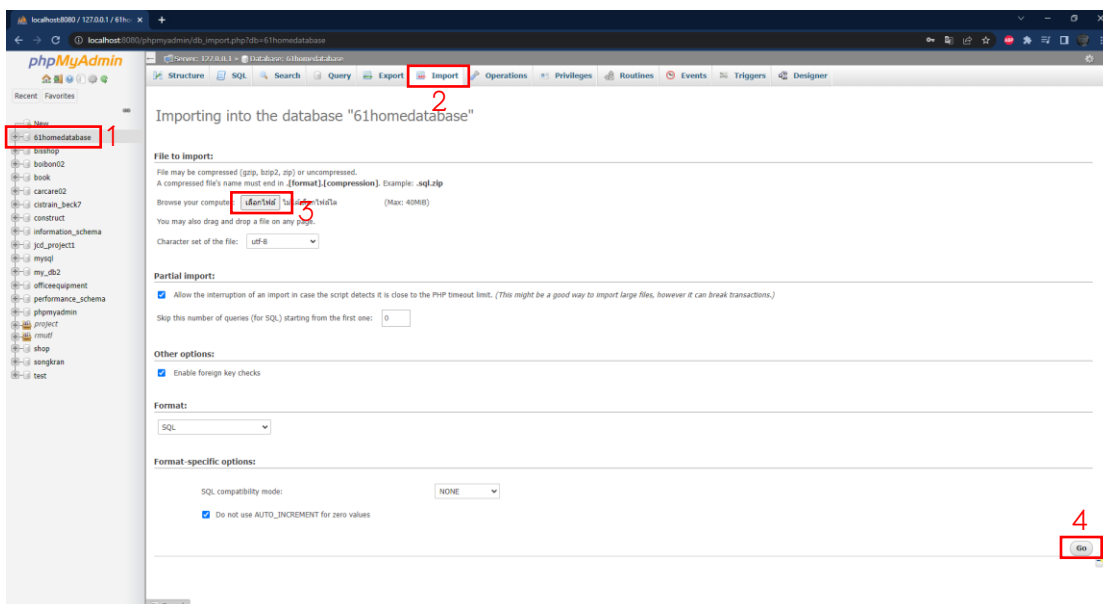 localhost:8080 / 127.0.0.1 / 61ho
localhost:8080/phpmyadmin/db_import.php?db=61homedatabase
phpMyAdmin
Recent Favorites
New
61homedatabase
1
bisshop
boibon02
book
carcare02
cistrain_beck7
construct
information_schema
jcd_project1
mysql
my_db2
officeequipment
performance_schema
phpmyadmin
project
rmutl
shop
songkran
test
Server: 127.0.0.1 » Database: 61homedatabase
Structure SQL Search Query Export Import Operations Privileges Routines Events Triggers Designer
2
Importing into the database "61homedatabase"
File to import:
File may be compressed (gzip, bzip2, zip) or uncompressed.
A compressed file's name must end in .[format].[compression]. Example: .sql.zip
Browse your computer: เลือกไฟล์ (Max: 40MiB)
3
You may also drag and drop a file on any page.
Character set of the file: utf-8
Partial import:
Allow the interruption of an import in case the script detects it is close to the PHP timeout limit. (This might be a good way to import large files, however it can break transactions.)
Skip this number of queries (for SQL) starting from the first one: 0
Other options:
Enable foreign key checks
Format:
SQL
Format-specific options:
SQL compatibility mode: NONE
Do not use AUTO_INCREMENT for zero values
4
Go